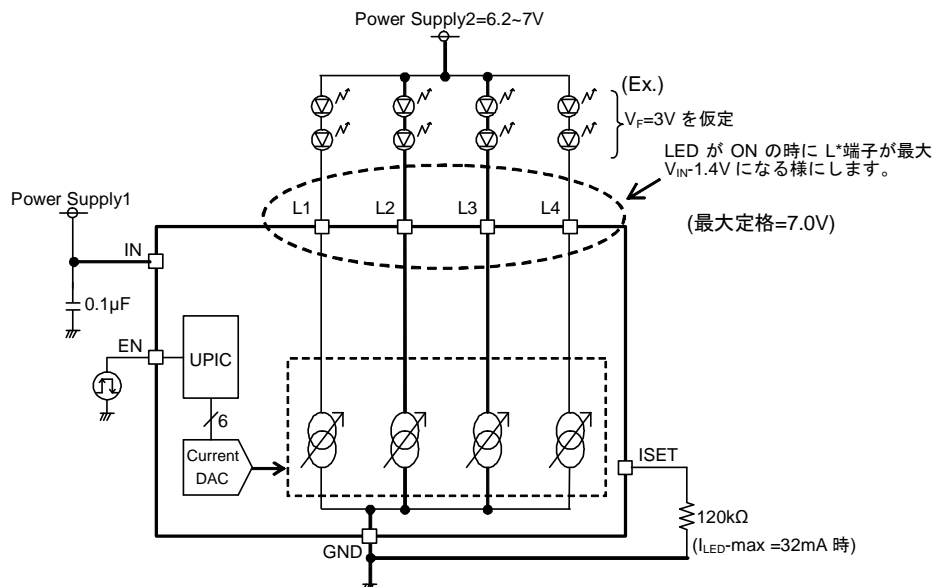 Power Supply2=6.2~7V
(Ex.)
VF=3V を仮定
LED が ON の時に L*端子が最大
VIN-1.4V になる様にします。
(最大定格=7.0V)
Power Supply1
L1
L2
L3
L4
IN
0.1µF
EN
UPIC
6
Current
DAC
ISET
120kΩ
(ILED-max =32mA 時)
GND